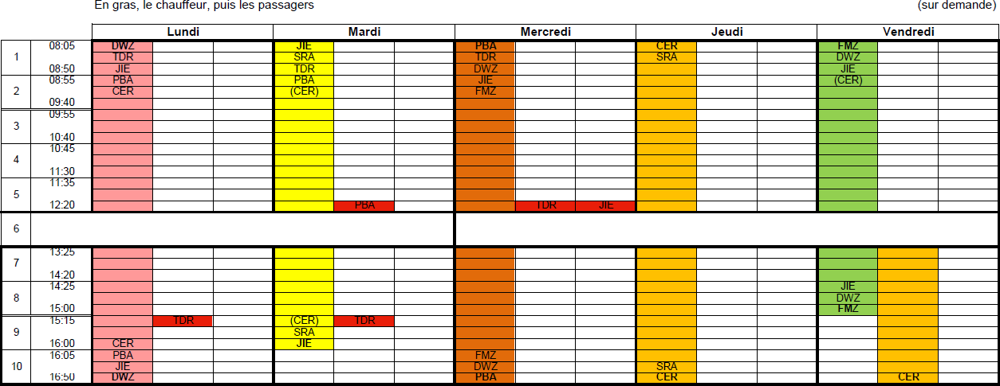 En gras, le chauffeur, puis les passagers (sur demande)
Lundi Mardi Mercredi Jeudi Vendredi
08:05 DWZ JIE PBA CER FMZ
1 TDR SRA TDR SRA DWZ
08:50 JIE TDR DWZ JIE
08:55 PBA PBA JIE (CER)
2 CER (CER) FMZ
09:40
09:55
3
10:40
10:45
4
11:30
11:35
5
12:20 PBA TDR JIE
6
13:25
7
14:20
14:25 JIE
8 DWZ
15:00 FMZ
15:15 TDR (CER) TDR
9 SRA
16:00 CER JIE
16:05 PBA FMZ
10 JIE DWZ SRA
16:50 DWZ PBA CER CER